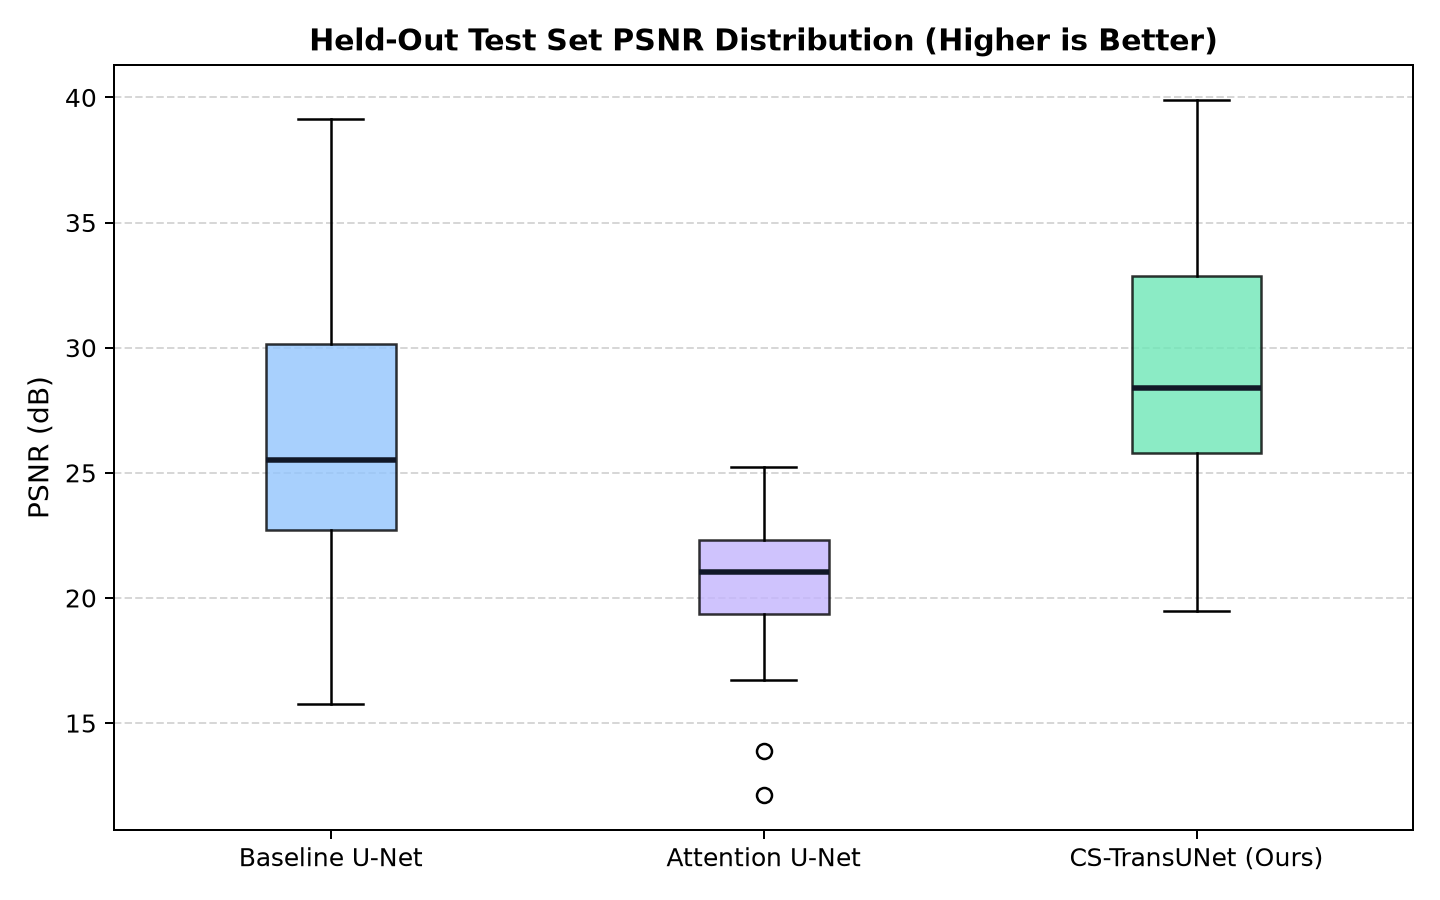 Held-Out Test Set PSNR Distribution (Higher is Better)
PSNR (dB)
40
35
30
25
20
15
Baseline U-Net
Attention U-Net
CS-TransUNet (Ours)